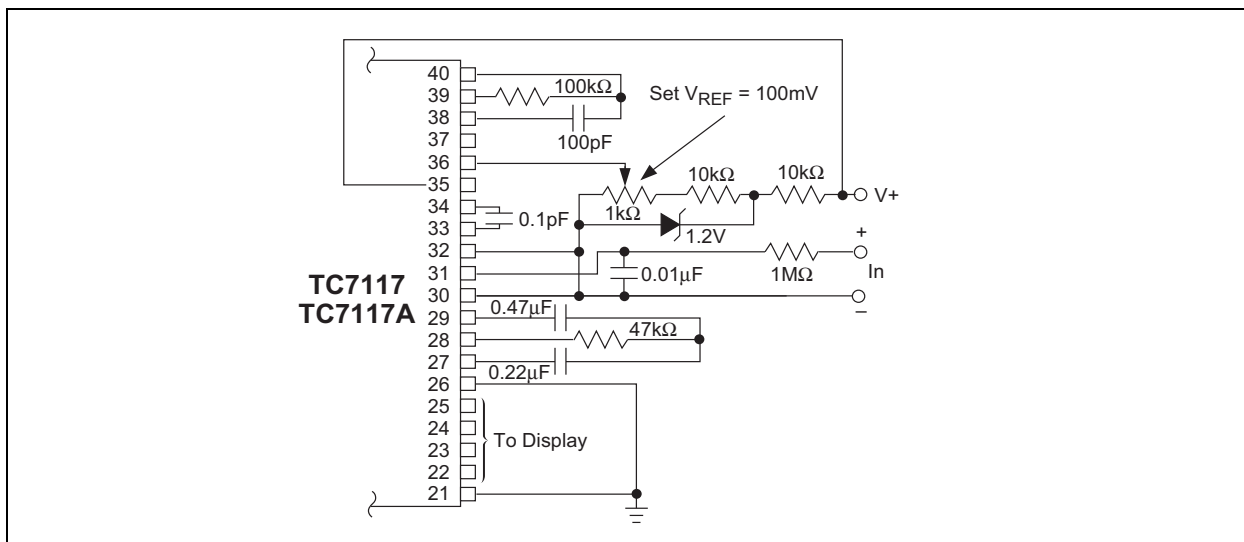 40
39
38
37
36
35
34
33
32
31
30
29
28
27
26
25
24
23
22
21
TC7117
TC7117A
100kΩ
100pF
Set VREF = 100mV
10kΩ
10kΩ
V+
1kΩ
0.1pF
1.2V
+
In
–
0.01μF
1MΩ
0.47μF
47kΩ
0.22μF
To Display